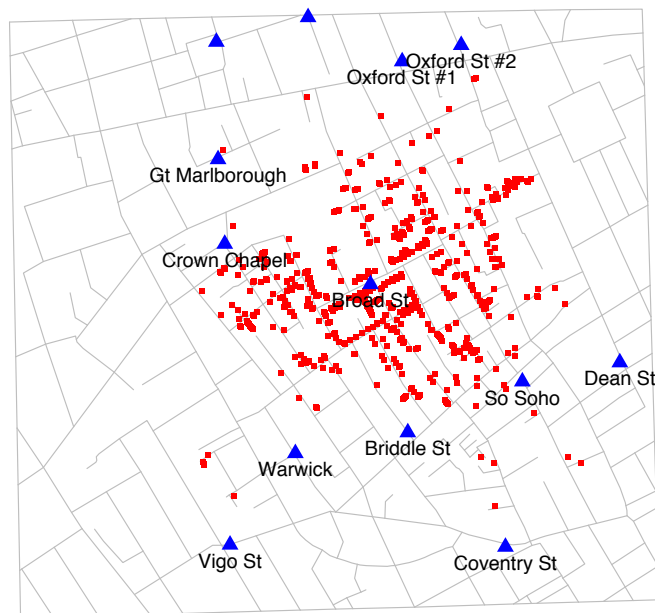 Oxford St #2
Oxford St #1
Gt Marlborough
Crown Chapel
Broad St
Dean St
So Soho
Briddle St
Warwick
Vigo St
Coventry St